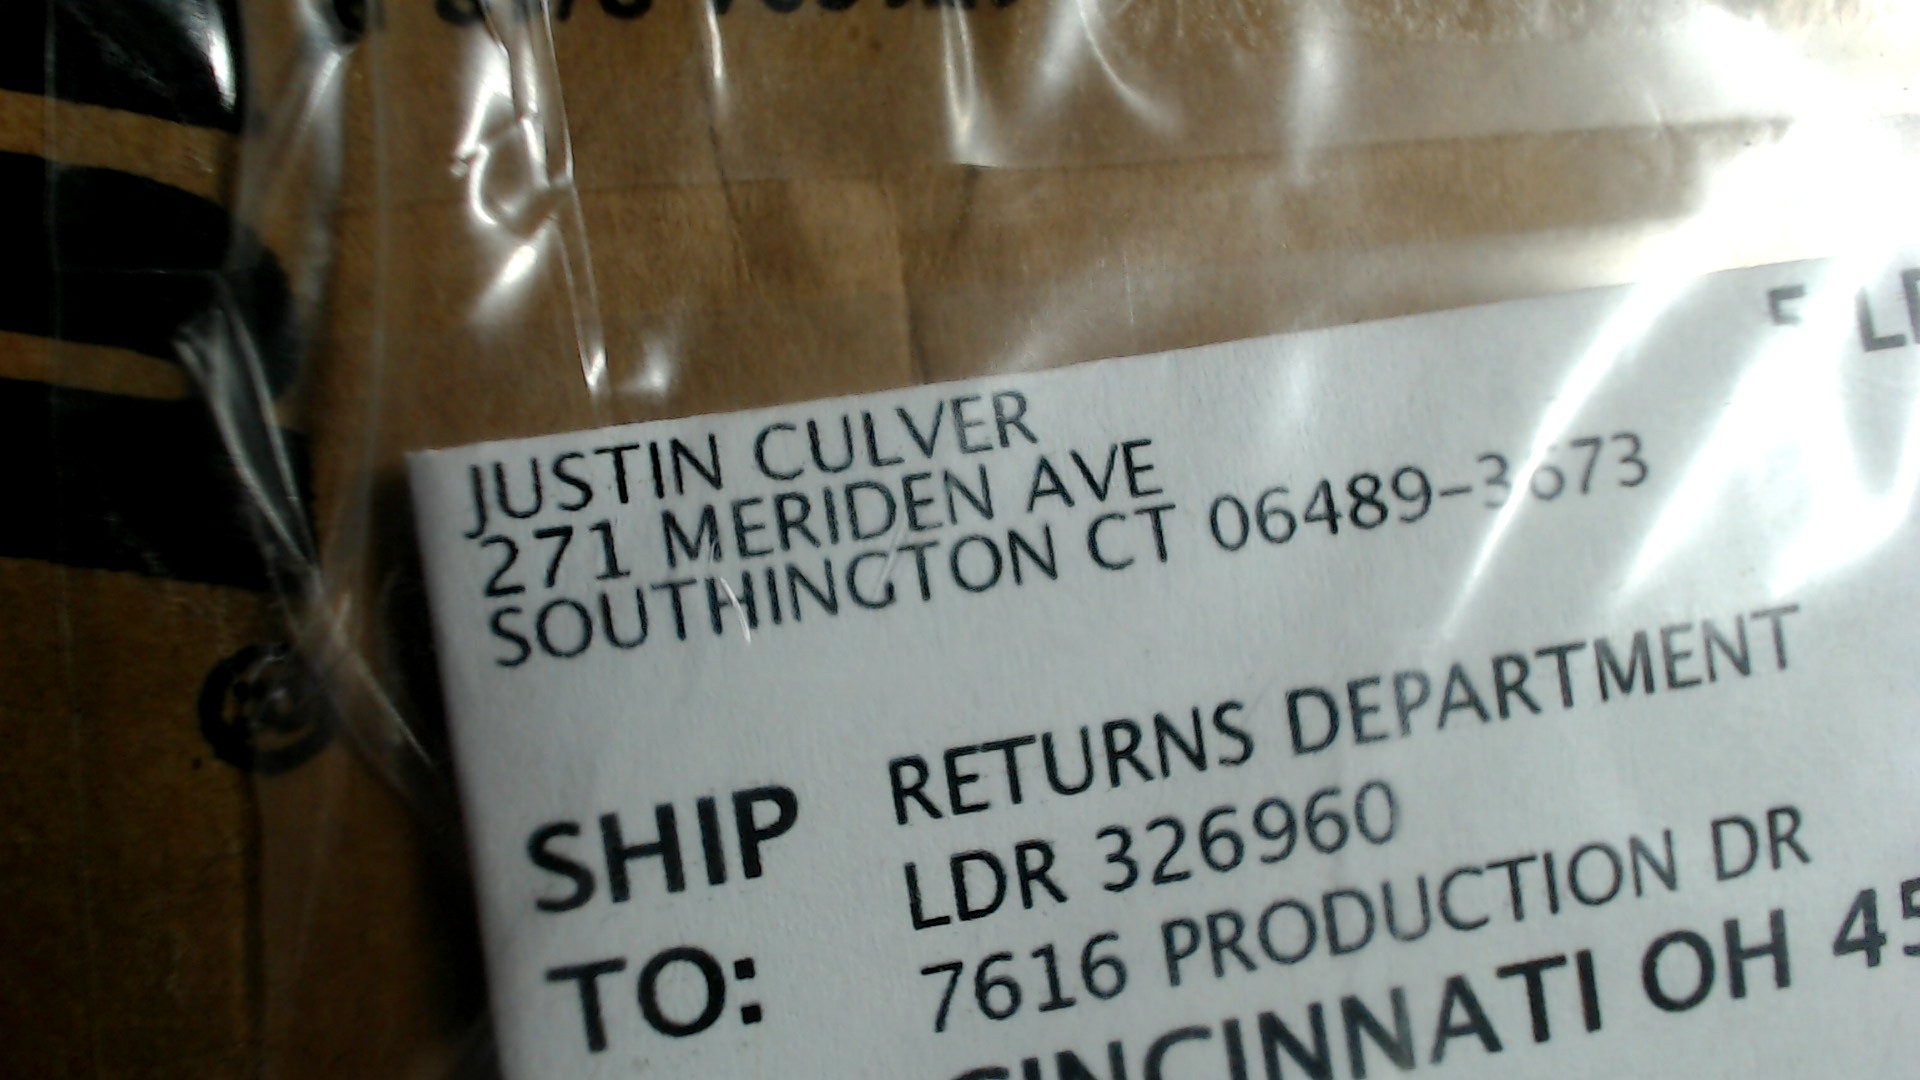 JUSTIN CULVER
271 MERIDEN AVE
SOUTHINGTON CT 06489-3673
SHIP TO:
RETURNS DEPARTMENT
LDR 326960
7616 PRODUCTION DR
CINCINNATI OH